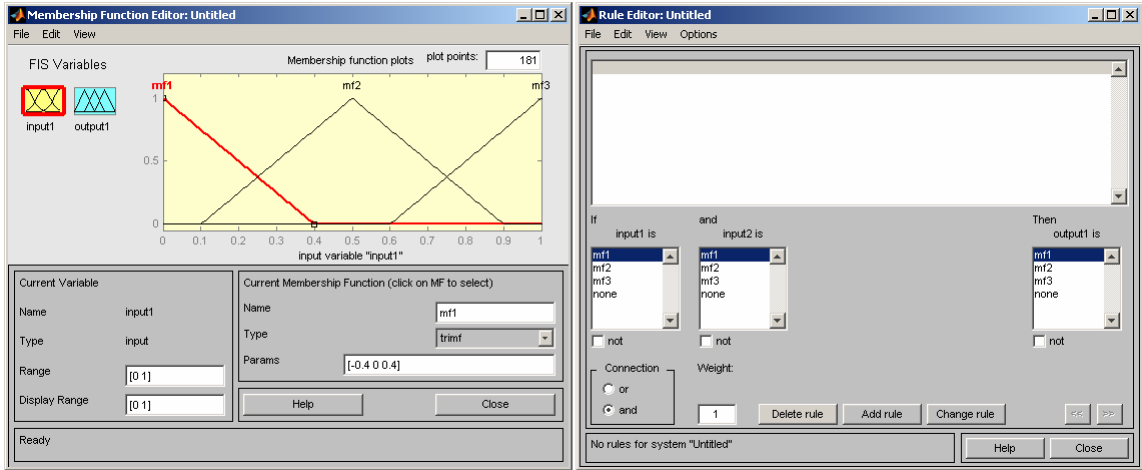 Membership Function Editor: Untitled
File Edit View
FIS Variables
Membership function plots plot points: 181
mf1 mf2 mf3
input1 output1
1
0.5
0
0 0.1 0.2 0.3 0.4 0.5 0.6 0.7 0.8 0.9 1
input variable "input1"
Current Variable
Name input1
Type input
Range [0 1]
Display Range [0 1]
Current Membership Function (click on MF to select)
Name mf1
Type trimf
Params [-0.4 0 0.4]
Help Close
Ready
Rule Editor: Untitled
File Edit View Options
If and Then
input1 is input2 is output1 is
mf1 mf1 mf1
mf2 mf2 mf2
mf3 mf3 mf3
none none none
not not not
Connection Weight:
or
and 1 Delete rule Add rule Change rule << >>
No rules for system "Untitled" Help Close